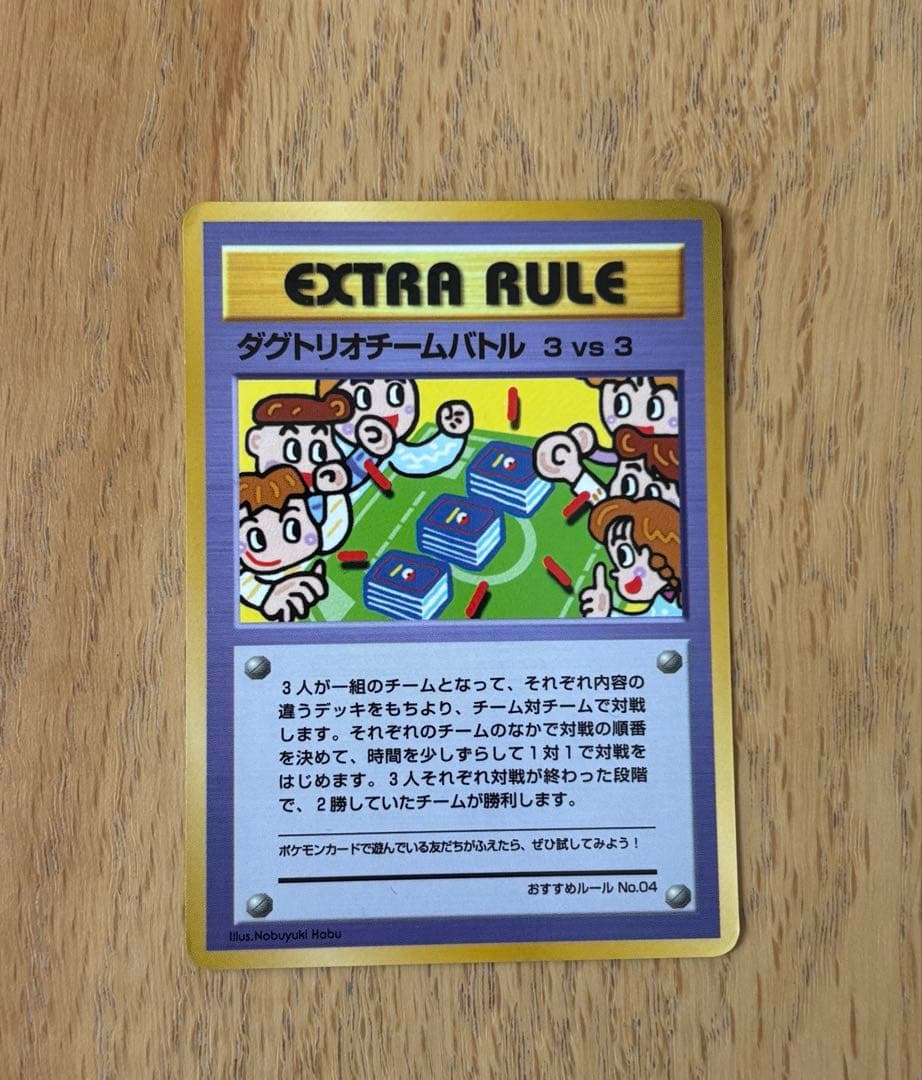 EXTRA RULE
ダグトリオチームバトル 3 vs 3
3人が一組のチームとなって、それぞれ内容の
違うデッキをもちより、チーム対チームで対戦
します。それぞれのチームのなかで対戦の順番
を決めて、時間を少しずらして1対1で対戦を
はじめます。3人それぞれ対戦が終わった段階
で、2勝していたチームが勝利します。
ポケモンカードで遊んでいる友だちがふえたら、ぜひ試してみよう!
おすすめルール No.04
Illus.Nobuyuki Habu